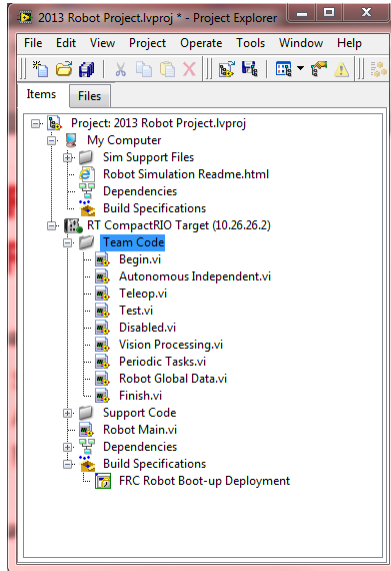 2013 Robot Project.lvproj * - Project Explorer
File Edit View Project Operate Tools Window Help
Items Files
Project: 2013 Robot Project.lvproj
My Computer
Sim Support Files
Robot Simulation Readme.html
Dependencies
Build Specifications
RT CompactRIO Target (10.26.26.2)
Team Code
Begin.vi
Autonomous Independent.vi
Teleop.vi
Test.vi
Disabled.vi
Vision Processing.vi
Periodic Tasks.vi
Robot Global Data.vi
Finish.vi
Support Code
Robot Main.vi
Dependencies
Build Specifications
FRC Robot Boot-up Deployment